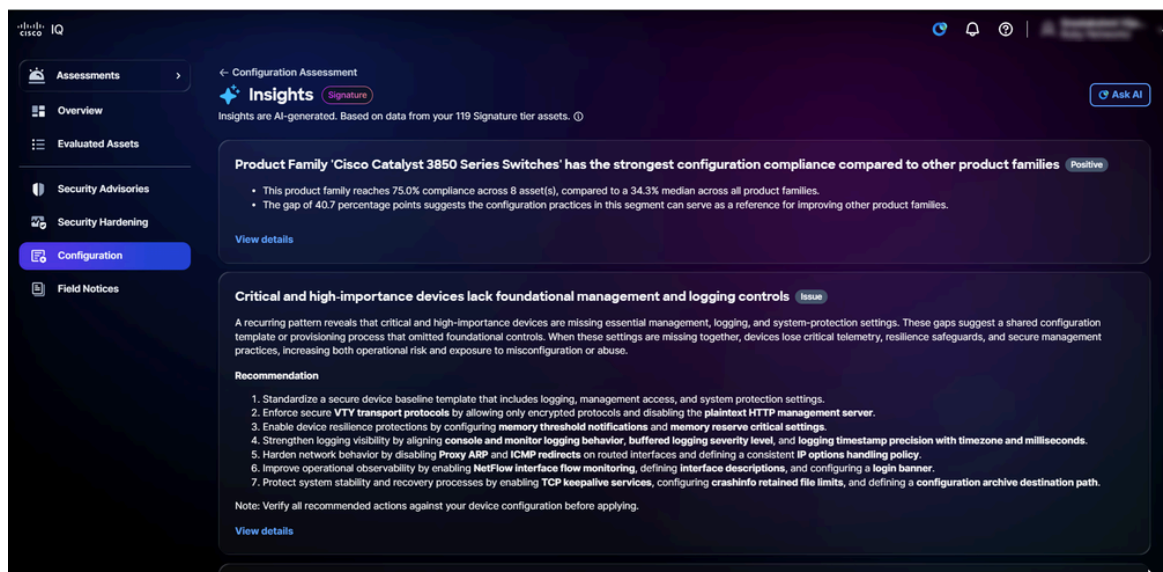 CISCO IQ
Assessments
Overview
Evaluated Assets
Security Advisories
Security Hardening
Configuration
Field Notices
← Configuration Assessment
Insights Signature
Insights are AI-generated. Based on data from your 119 Signature tier assets.
Ask AI
Product Family 'Cisco Catalyst 3850 Series Switches' has the strongest configuration compliance compared to other product families Positive
• This product family reaches 75.0% compliance across 8 asset(s), compared to a 34.3% median across all product families.
• The gap of 40.7 percentage points suggests the configuration practices in this segment can serve as a reference for improving other product families.
View details
Critical and high-importance devices lack foundational management and logging controls Issue
A recurring pattern reveals that critical and high-importance devices are missing essential management, logging, and system-protection settings. These gaps suggest a shared configuration
template or provisioning process that omitted foundational controls. When these settings are missing together, devices lose critical telemetry, resilience safeguards, and secure management
practices, increasing both operational risk and exposure to misconfiguration or abuse.
Recommendation
1. Standardize a secure device baseline template that includes logging, management access, and system protection settings.
2. Enforce secure VTY transport protocols by allowing only encrypted protocols and disabling the plaintext HTTP management server.
3. Enable device resilience protections by configuring memory threshold notifications and memory reserve critical settings.
4. Strengthen logging visibility by aligning console and monitor logging behavior, buffered logging severity level, and logging timestamp precision with timezone and milliseconds.
5. Harden network behavior by disabling Proxy ARP and ICMP redirects on routed interfaces and defining a consistent IP options handling policy.
6. Improve operational observability by enabling NetFlow interface flow monitoring, defining interface descriptions, and configuring a login banner.
7. Protect system stability and recovery processes by enabling TCP keepalive services, configuring crashinfo retained file limits, and defining a configuration archive destination path.
Note: Verify all recommended actions against your device configuration before applying.
View details